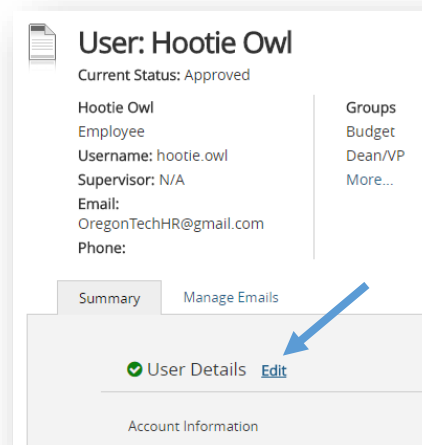 User: Hootie Owl
Current Status: Approved
Hootie Owl
Employee
Username: hootie.owl
Supervisor: N/A
Email:
OregonTechHR@gmail.com
Phone:
Groups
Budget
Dean/VP
More...
Summary
Manage Emails
User Details Edit
Account Information